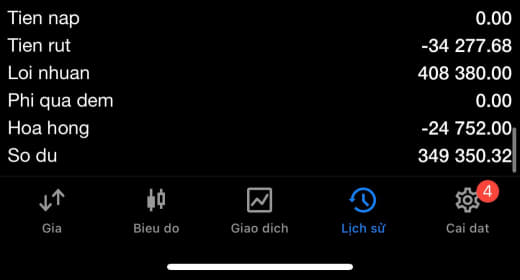 Tien nap 0.00
Tien rut -34 277.68
Loi nhuan 408 380.00
Phi qua dem 0.00
Hoa hong -24 752.00
So du 349 350.32
4
Gia Bieu do Giao dich Lịch sử Cai dat